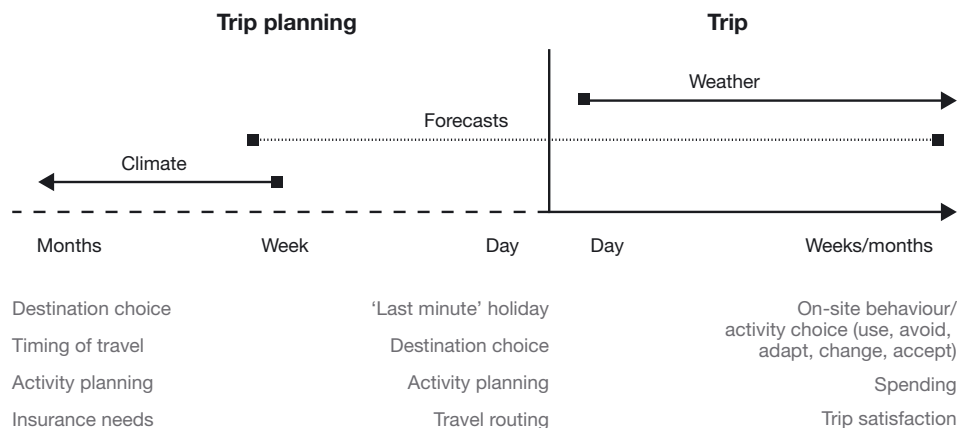 Trip planning
Trip
Weather
Forecasts
Climate
Months
Week
Day
Day
Weeks/months
Destination choice
Timing of travel
Activity planning
Insurance needs
‘Last minute’ holiday
Destination choice
Activity planning
Travel routing
On-site behaviour/
activity choice (use, avoid,
adapt, change, accept)
Spending
Trip satisfaction